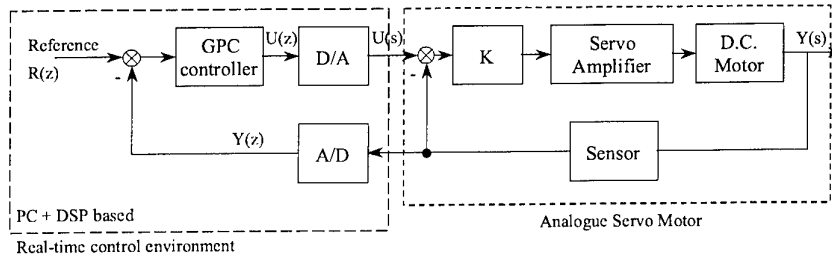 Reference
R(z)
-
GPC
controller
U(z)
D/A
U(s)
-
K
Servo
Amplifier
D.C.
Motor
Y(s)
Y(z)
A/D
Sensor
PC + DSP based
Real-time control environment
Analogue Servo Motor